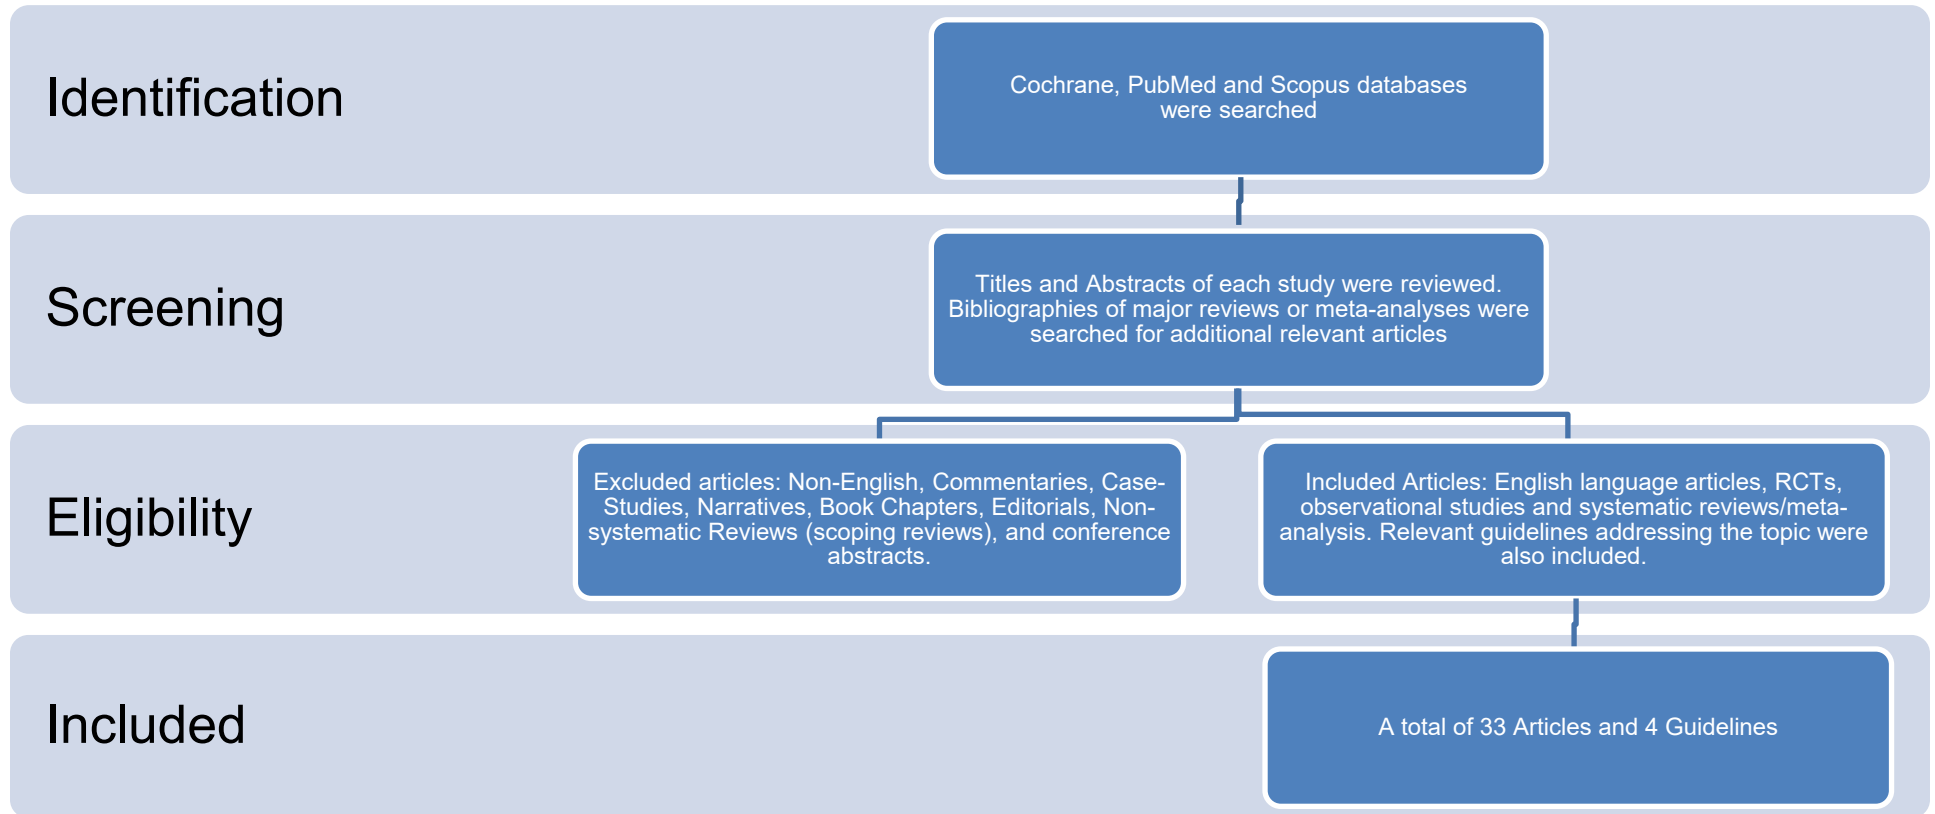 Identification
Cochrane, PubMed and Scopus databases
were searched
Screening
Titles and Abstracts of each study were reviewed.
Bibliographies of major reviews or meta-analyses were
searched for additional relevant articles
Eligibility
Excluded articles: Non-English, Commentaries, Case-
Studies, Narratives, Book Chapters, Editorials, Non-
systematic Reviews (scoping reviews), and conference
abstracts.
Included Articles: English language articles, RCTs,
observational studies and systematic reviews/meta-
analysis. Relevant guidelines addressing the topic were
also included.
Included
A total of 33 Articles and 4 Guidelines